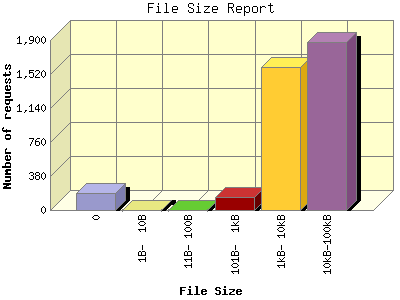 File Size Report
Number of requests
1,900
1,520
1,140
760
380
0
0
1B- 10B
11B- 100B
101B- 1kB
1kB- 10kB
10kB-100kB
File Size